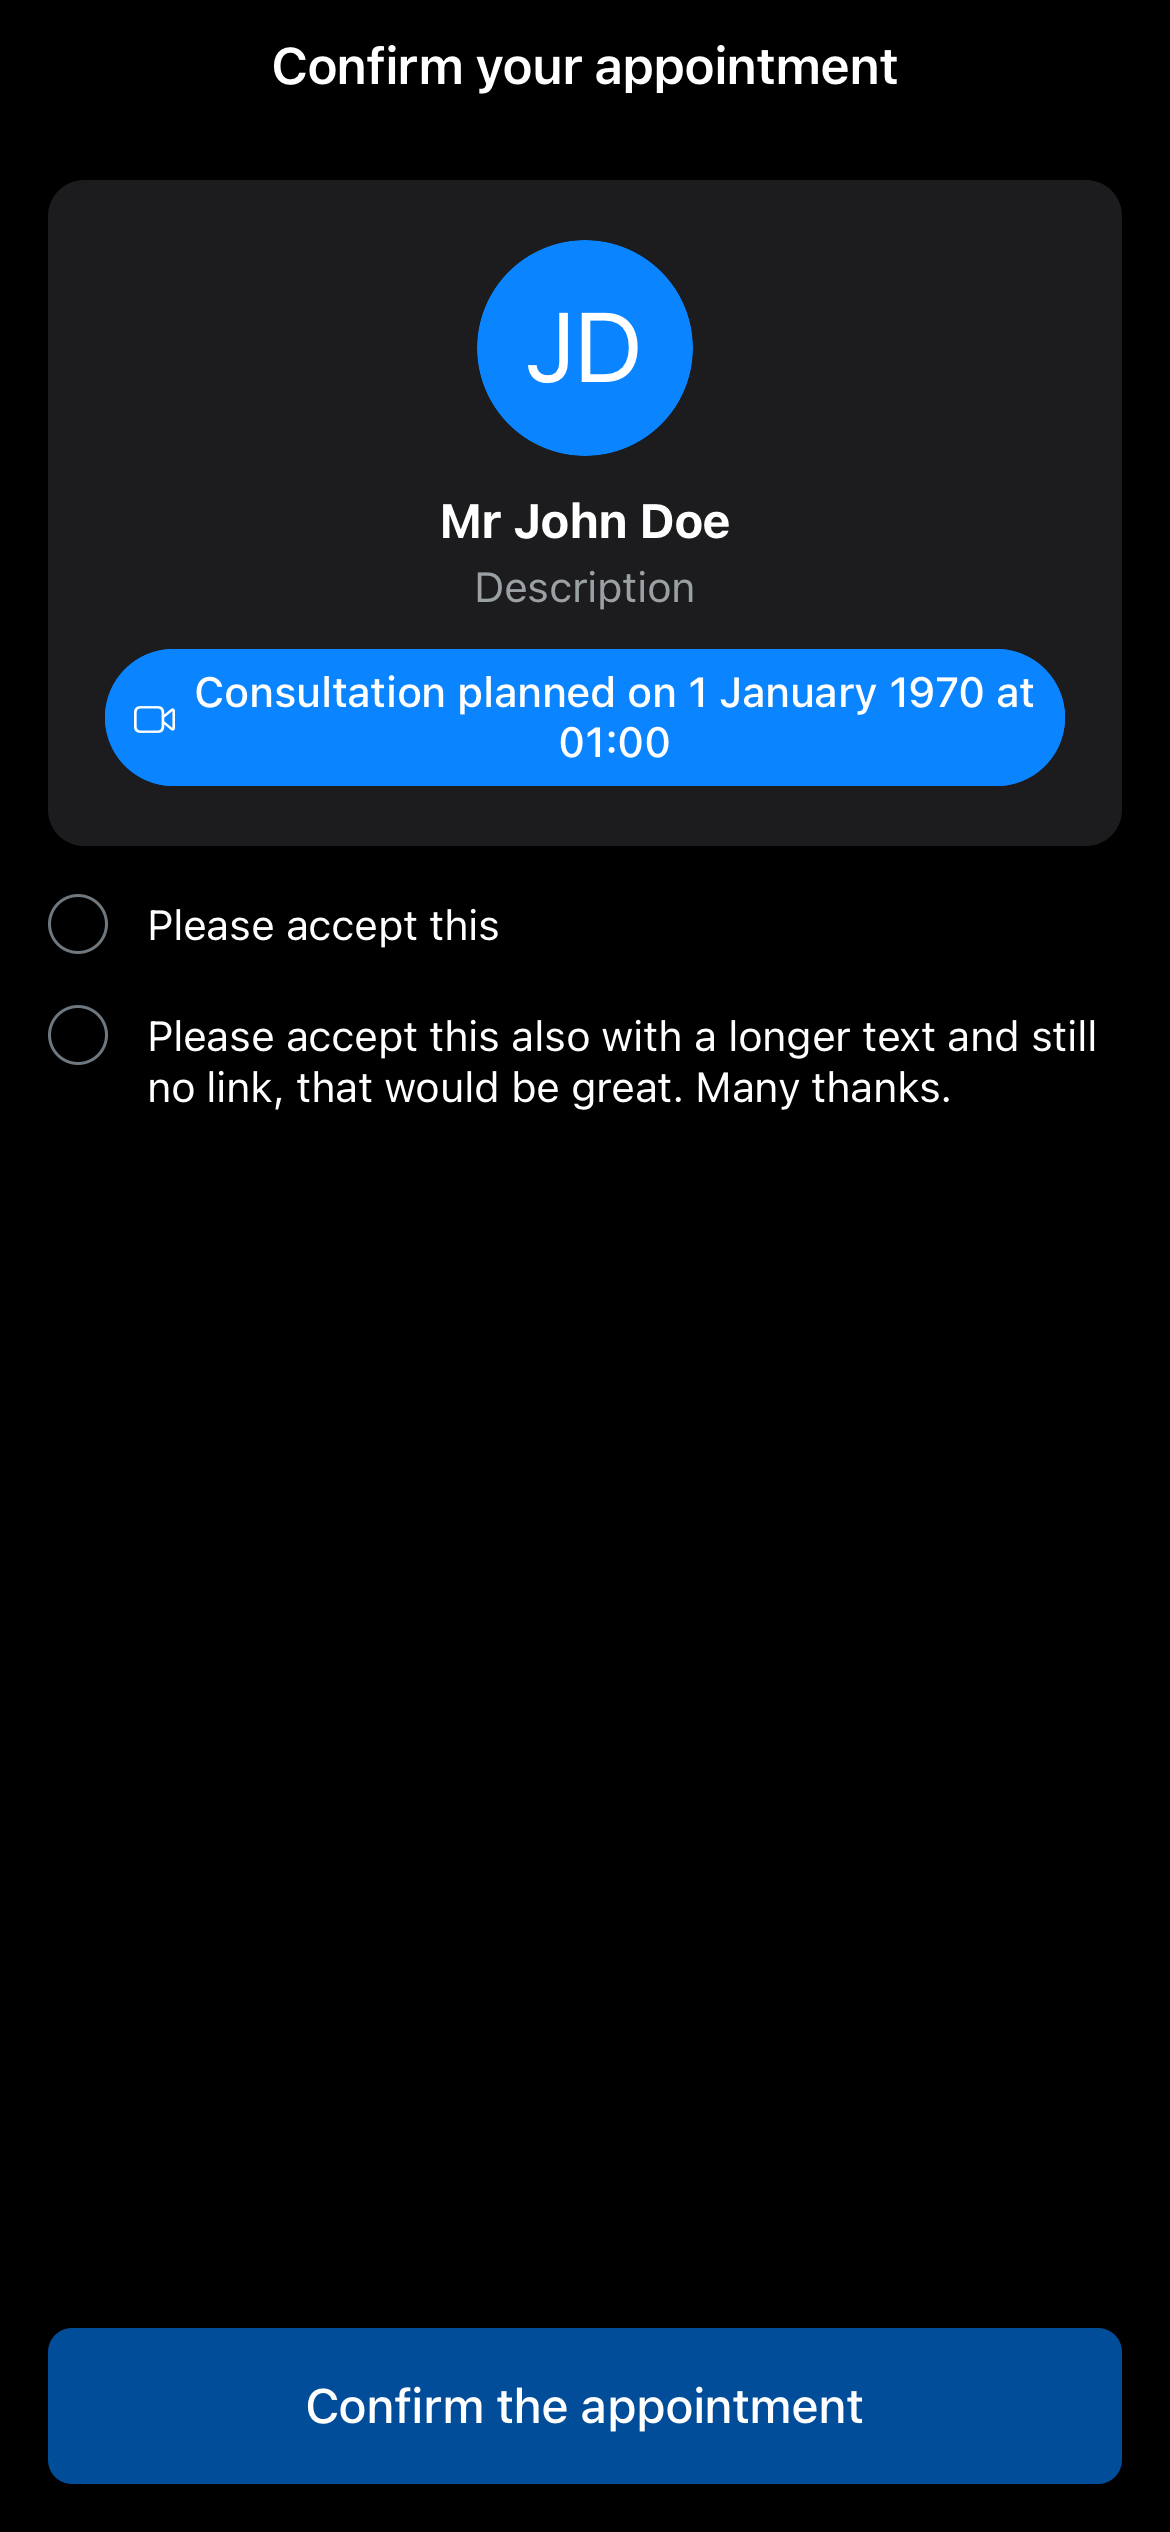 Confirm your appointment
JD
Mr John Doe
Description
Consultation planned on 1 January 1970 at
01:00
Please accept this
Please accept this also with a longer text and still
no link, that would be great. Many thanks.
Confirm the appointment